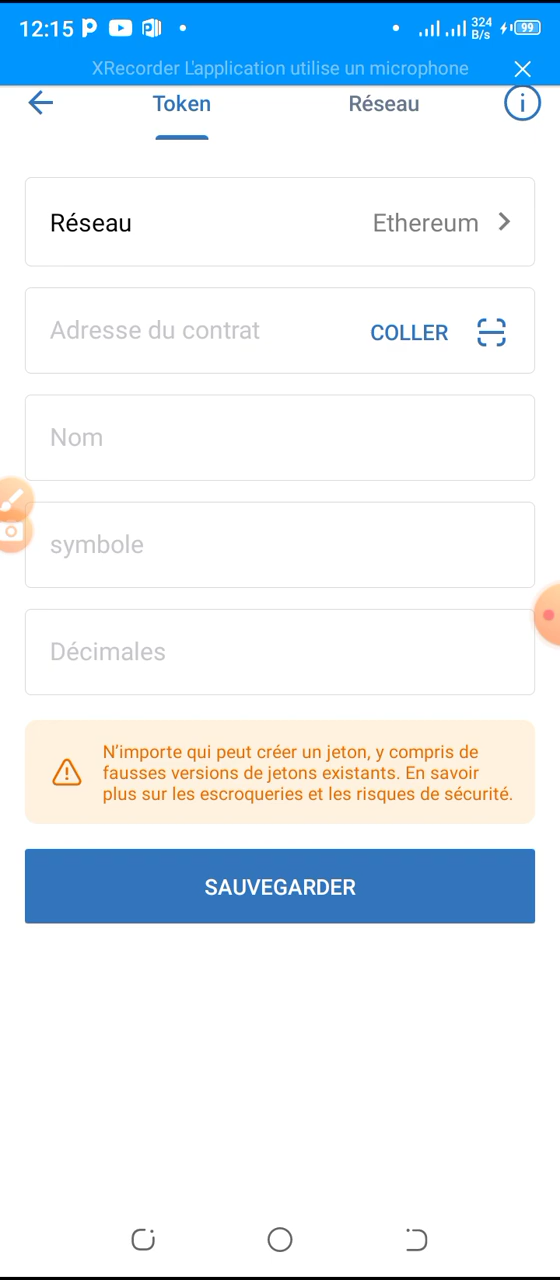 12:15
324
B/s
99
XRecorder L'application utilise un microphone
Token
Réseau
Réseau
Ethereum
Adresse du contrat
COLLER
Nom
symbole
Décimales
N'importe qui peut créer un jeton, y compris de
fausses versions de jetons existants. En savoir
plus sur les escroqueries et les risques de sécurité.
SAUVEGARDER